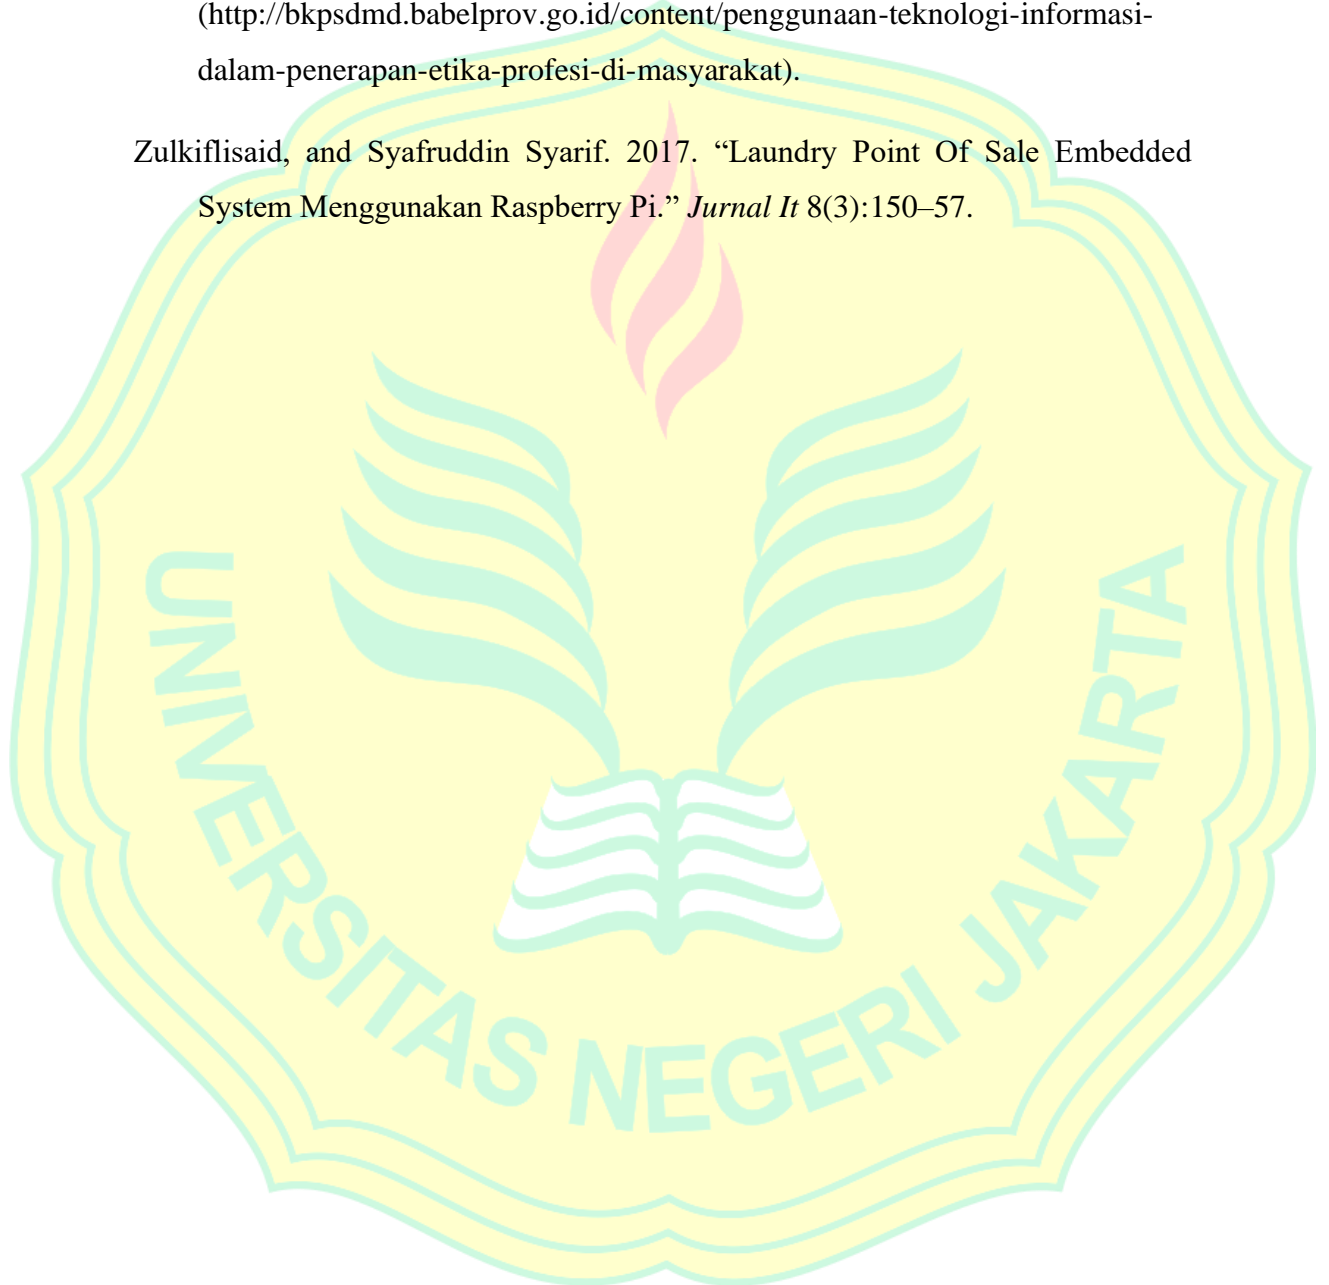 (http://bkpsdmd.babelprov.go.id/content/penggunaan-teknologi-informasi-
dalam-penerapan-etika-profesi-di-masyarakat).
Zulkiflisaid, and Syafruddin Syarif. 2017. “Laundry Point Of Sale Embedded
System Menggunakan Raspberry Pi.” Jurnal It 8(3):150–57.
UNIVERSITAS NEGERI JAKARTA